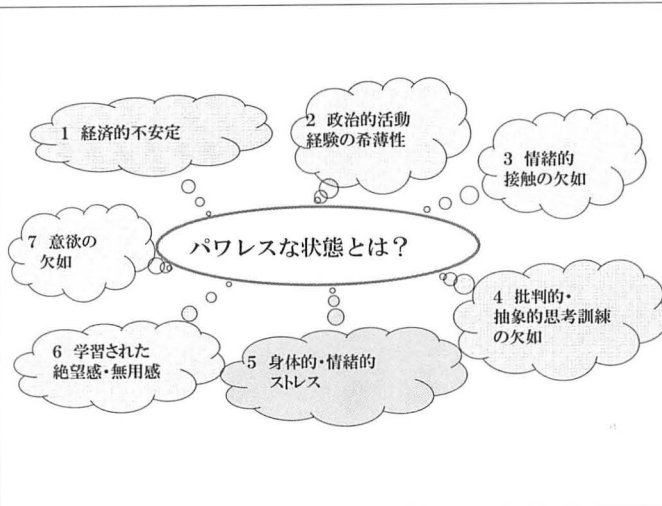 パワレスな状態とは？
1 経済的不安定
2 政治的活動
経験の希薄性
3 情緒的
接触の欠如
4 批判的・
抽象的思考訓練
の欠如
5 身体的・情緒的
ストレス
6 学習された
絶望感・無用感
7 意欲の
欠如